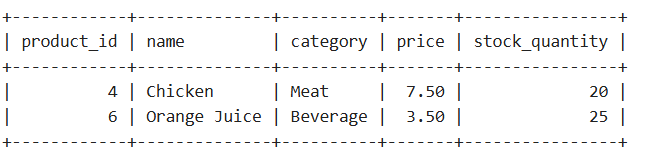 +------------+--------------+----------+-------+----------------+
| product_id | name         | category | price | stock_quantity |
+------------+--------------+----------+-------+----------------+
|          4 | Chicken      | Meat     |  7.50 |             20 |
|          6 | Orange Juice | Beverage |  3.50 |             25 |
+------------+--------------+----------+-------+----------------+